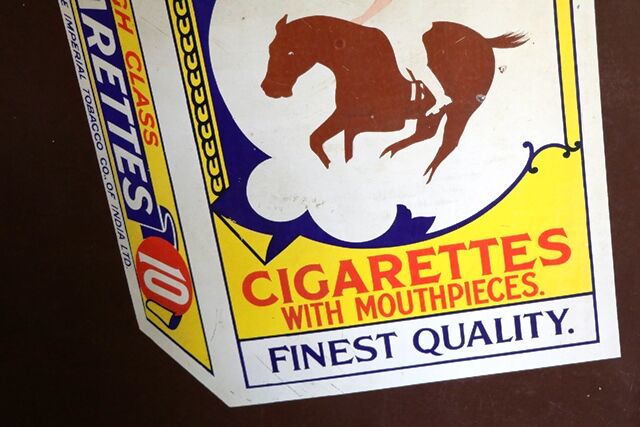 GH CLASS
ARETTES
E IMPERIAL TOBACCO CO. OF INDIA LTD.
10
CIGARETTES
WITH MOUTHPIECES.
FINEST QUALITY.